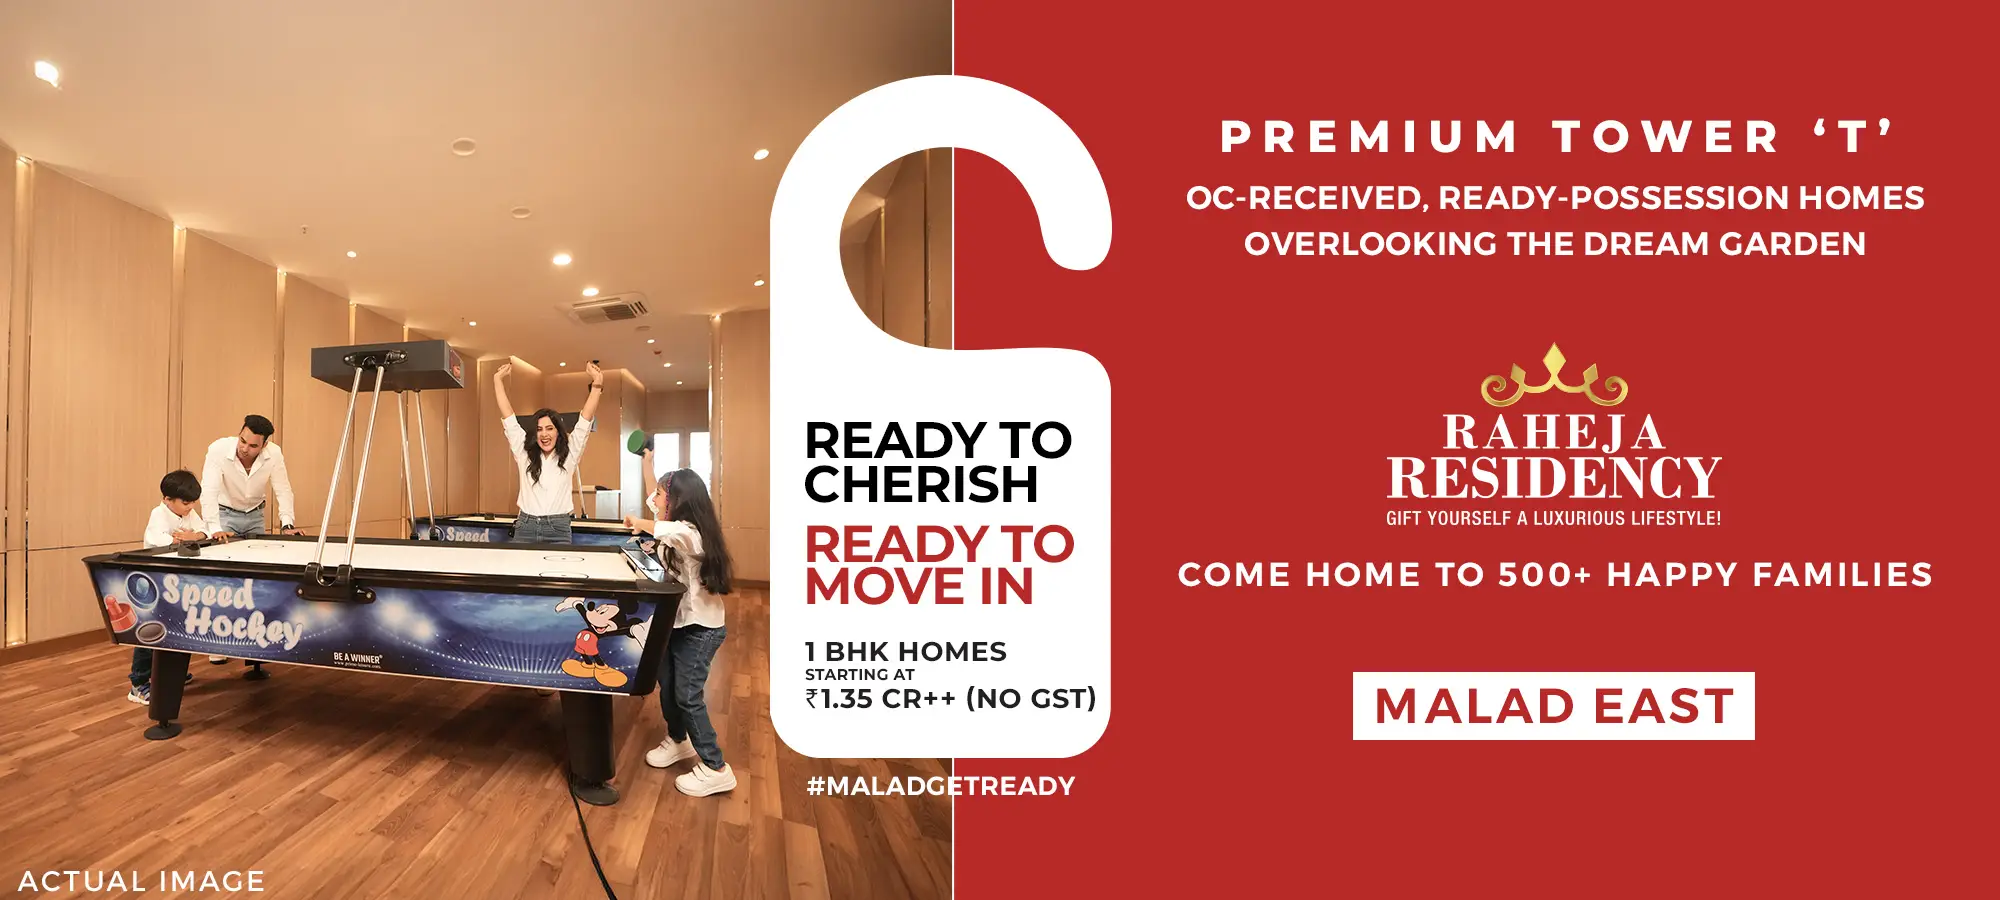 PREMIUM TOWER ‘T’
OC-RECEIVED, READY-POSSESSION HOMES
OVERLOOKING THE DREAM GARDEN
RAHEJA
RESIDENCY
GIFT YOURSELF A LUXURIOUS LIFESTYLE!
COME HOME TO 500+ HAPPY FAMILIES
MALAD EAST
READY TO
CHERISH
READY TO
MOVE IN
1 BHK HOMES
STARTING AT
₹1.35 CR++ (NO GST)
#MALADGETREADY
Speed
Speed
Hockey
BE A WINNER®
ACTUAL IMAGE